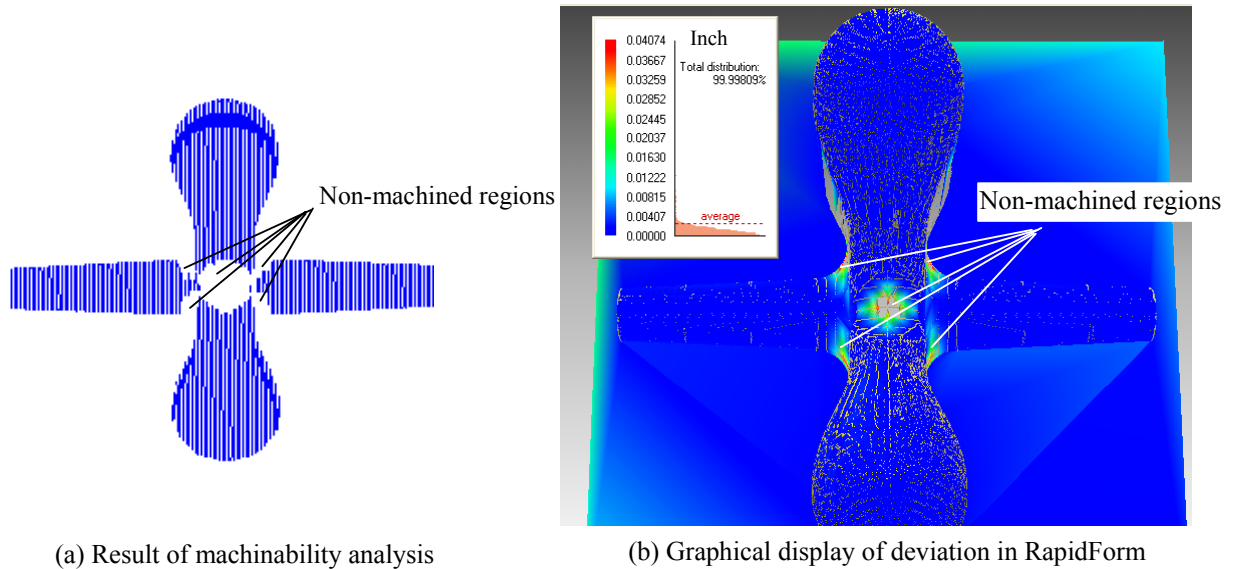 Non-machined regions
(a) Result of machinability analysis
0.04074
0.03667
0.03259
0.02852
0.02445
0.02037
0.01630
0.01222
0.00815
0.00407
0.00000
Inch
Total distribution:
99.99809%
average
Non-machined regions
(b) Graphical display of deviation in RapidForm